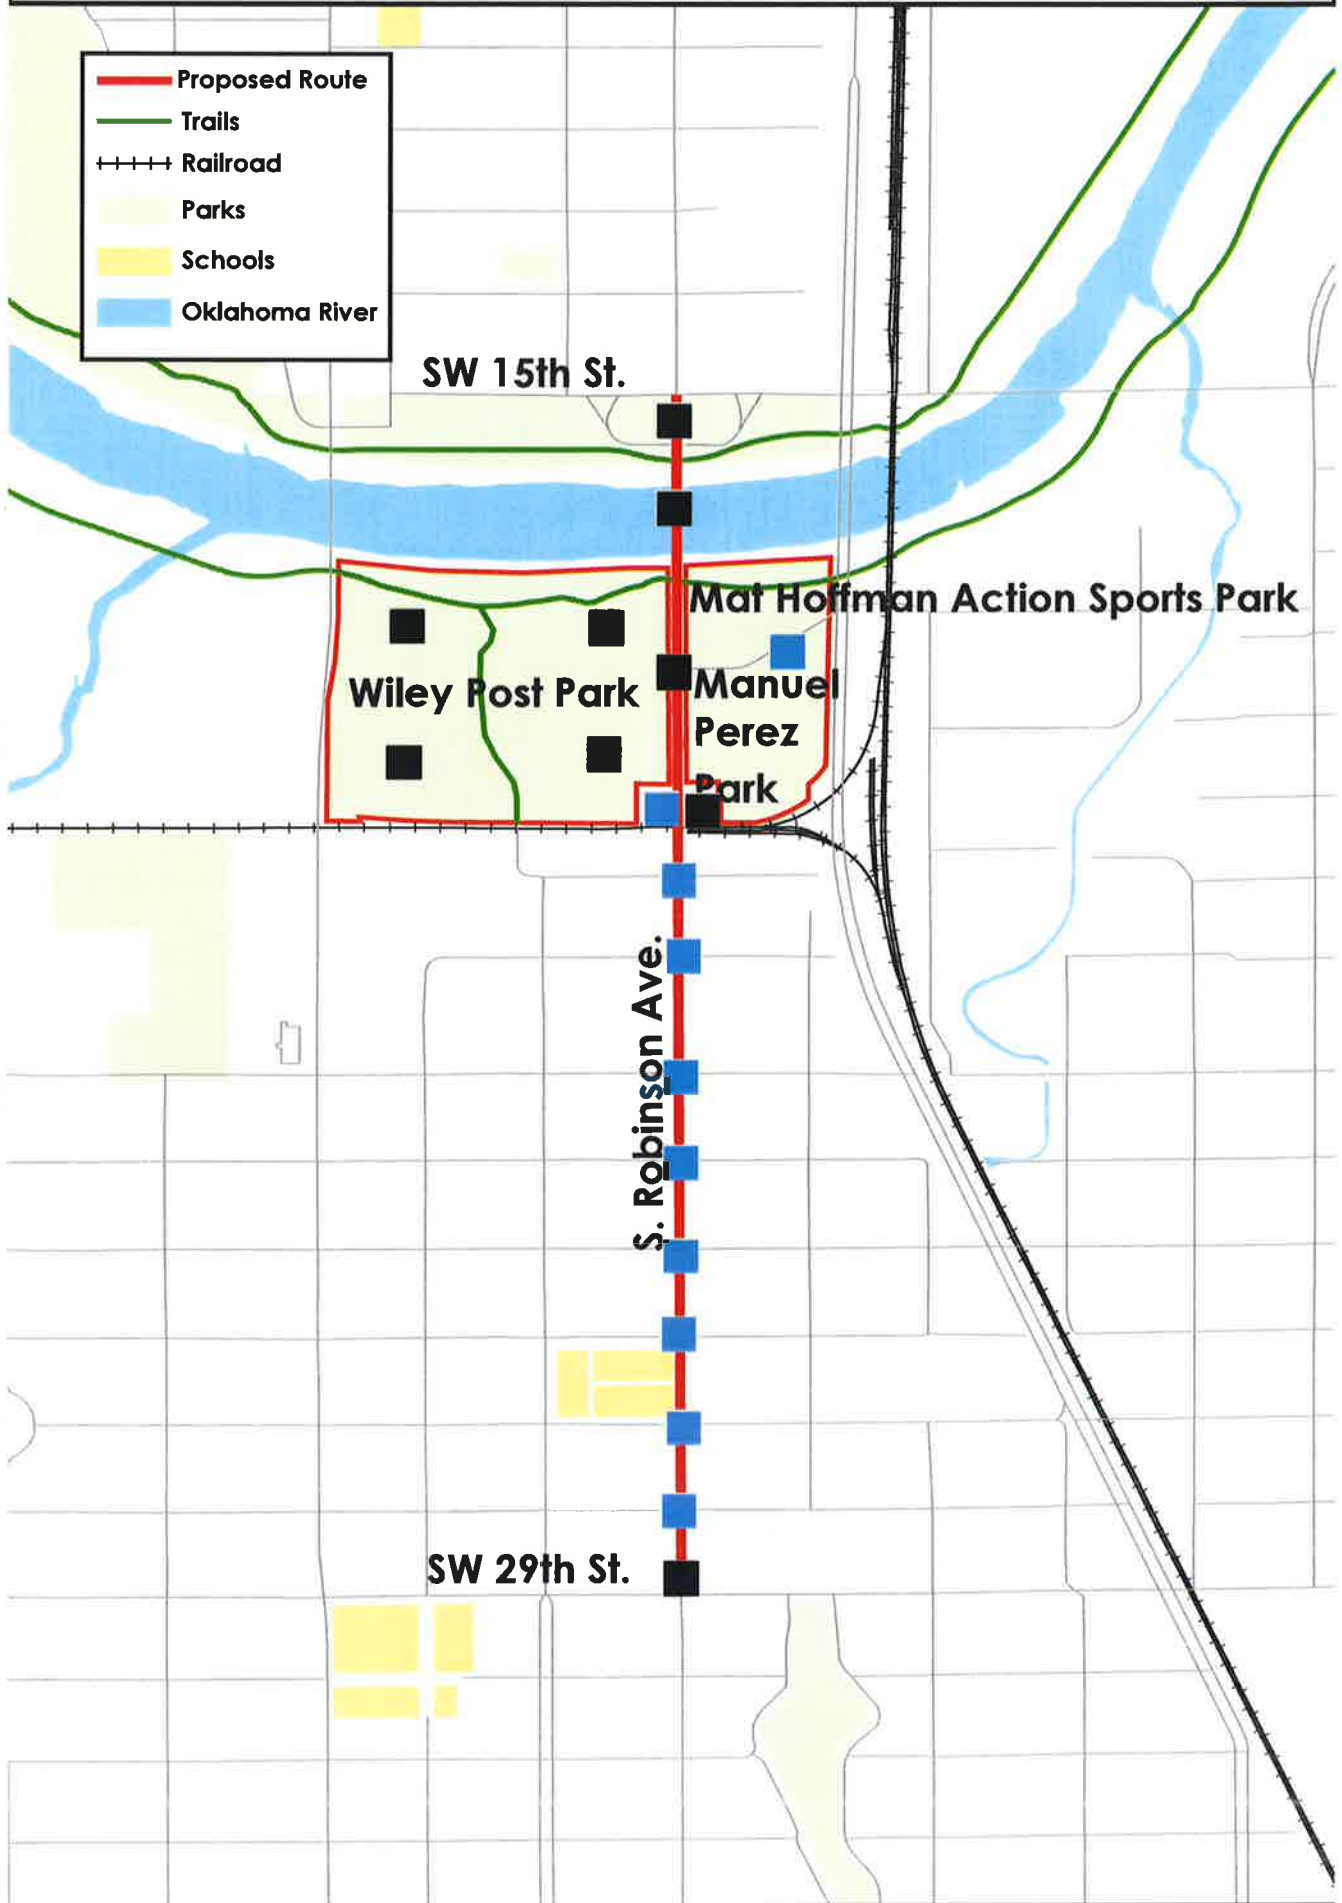 Proposed Route
Trails
Railroad
Parks
Schools
Oklahoma River
SW 15th St.
Mat Hoffman Action Sports Park
Wiley Post Park
Manuel
Perez
Park
S. Robinson Ave.
SW 29th St.